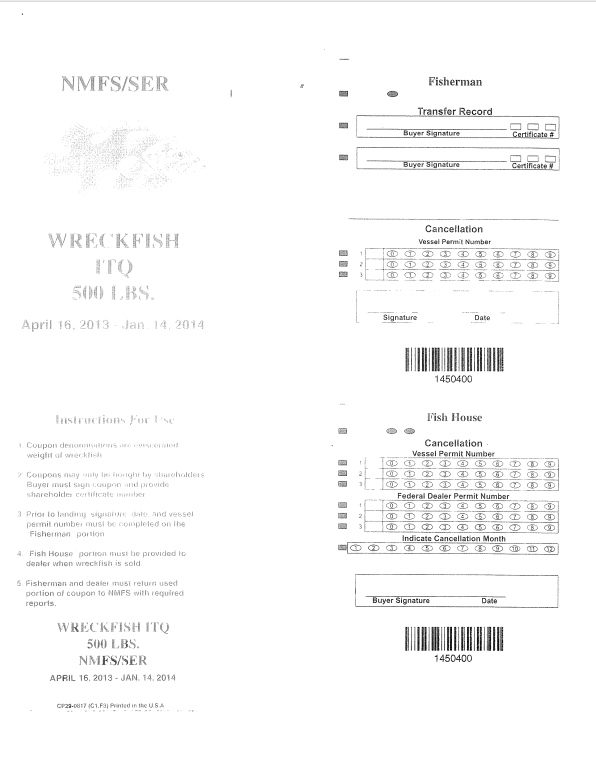 NMFS/SER
WRECKFISH
ITQ
500 LBS.
April 16, 2013 - Jan. 14, 2014
Instructions For Use
1. Coupon denominations are eviscerated
weight of wreckfish
2. Coupons may only be bought by shareholders
Buyer must sign coupon and provide
shareholder certificate number
3. Prior to landing signature date and vessel
permit number must be completed on the
Fisherman portion
4. Fish House portion must be provided to
dealer when wreckfish is sold
5. Fisherman and dealer must return used
portion of coupon to NMFS with required
reports.
WRECKFISH ITQ
500 LBS.
NMFS/SER
APRIL 16, 2013 - JAN. 14, 2014
CP29-0817 (C1.F3) Printed in the U.S.A
Fisherman
Transfer Record
Buyer Signature Certificate #
Buyer Signature Certificate #
Cancellation
Vessel Permit Number
1 0 1 2 3 4 5 6 7 8 9
2 0 1 2 3 4 5 6 7 8 9
3 0 1 2 3 4 5 6 7 8 9
Signature Date
1450400
Fish House
Cancellation
Vessel Permit Number
1 0 1 2 3 4 5 6 7 8 9
2 0 1 2 3 4 5 6 7 8 9
3 0 1 2 3 4 5 6 7 8 9
Federal Dealer Permit Number
1 0 1 2 3 4 5 6 7 8 9
2 0 1 2 3 4 5 6 7 8 9
3 0 1 2 3 4 5 6 7 8 9
Indicate Cancellation Month
1 2 3 4 5 6 7 8 9 10 11 12
Buyer Signature Date
1450400